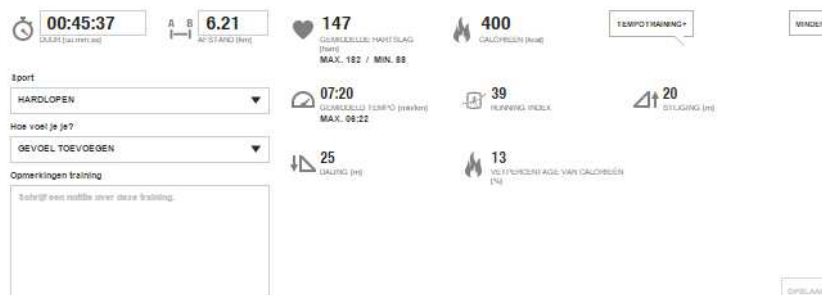 00:45:37
DUUR [uu:mm:ss]
A B
6.21
AFSTAND [km]
147
GEMIDDELDE HARTSLAG
[hsm]
MAX. 182 / MIN. 88
400
CALORIEËN [kcal]
TEMPOTRAINING+
MINDER
Sport
HARDLOPEN
07:20
GEMIDDELD TEMPO [min/km]
MAX. 06:22
39
RUNNING INDEX
20
STIJGING [m]
Hoe voel je je?
GEVOEL TOEVOEGEN
25
DALING [m]
13
VETPERCENTAGE VAN CALORIEËN
[%]
Opmerkingen training
Schrijf een notitie over deze training.
OPSLAAN